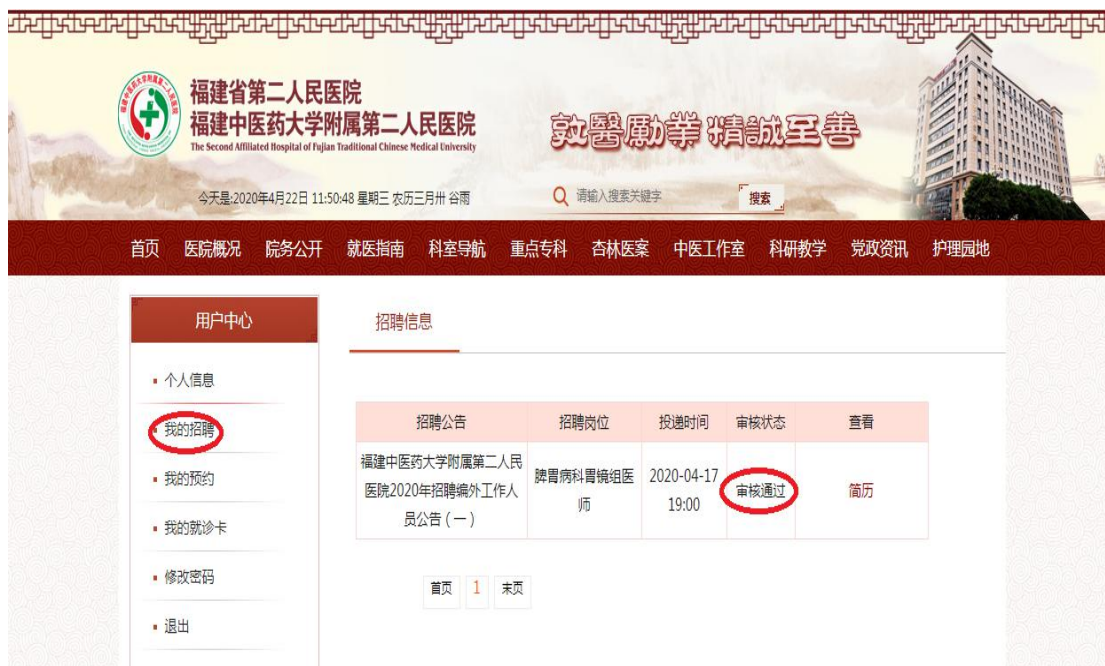 福建省第二人民医院
福建中医药大学附属第二人民医院
The Second Affiliated Hospital of Fujian Traditional Chinese Medical University
敦醫勵業 精誠至善
今天是:2020年4月22日 11:50:48 星期三 农历三月卅 谷雨
请输入搜索关键字
搜索
首页 医院概况 院务公开 就医指南 科室导航 重点专科 杏林医案 中医工作室 科研教学 党政资讯 护理园地
用户中心
个人信息
我的招聘
我的预约
我的就诊卡
修改密码
退出
招聘信息
招聘公告 招聘岗位 投递时间 审核状态 查看
福建中医药大学附属第二人民
医院2020年招聘编外工作人
员公告（一）
脾胃病科胃镜组医
师
2020-04-17
19:00
审核通过
简历
首页 1 末页